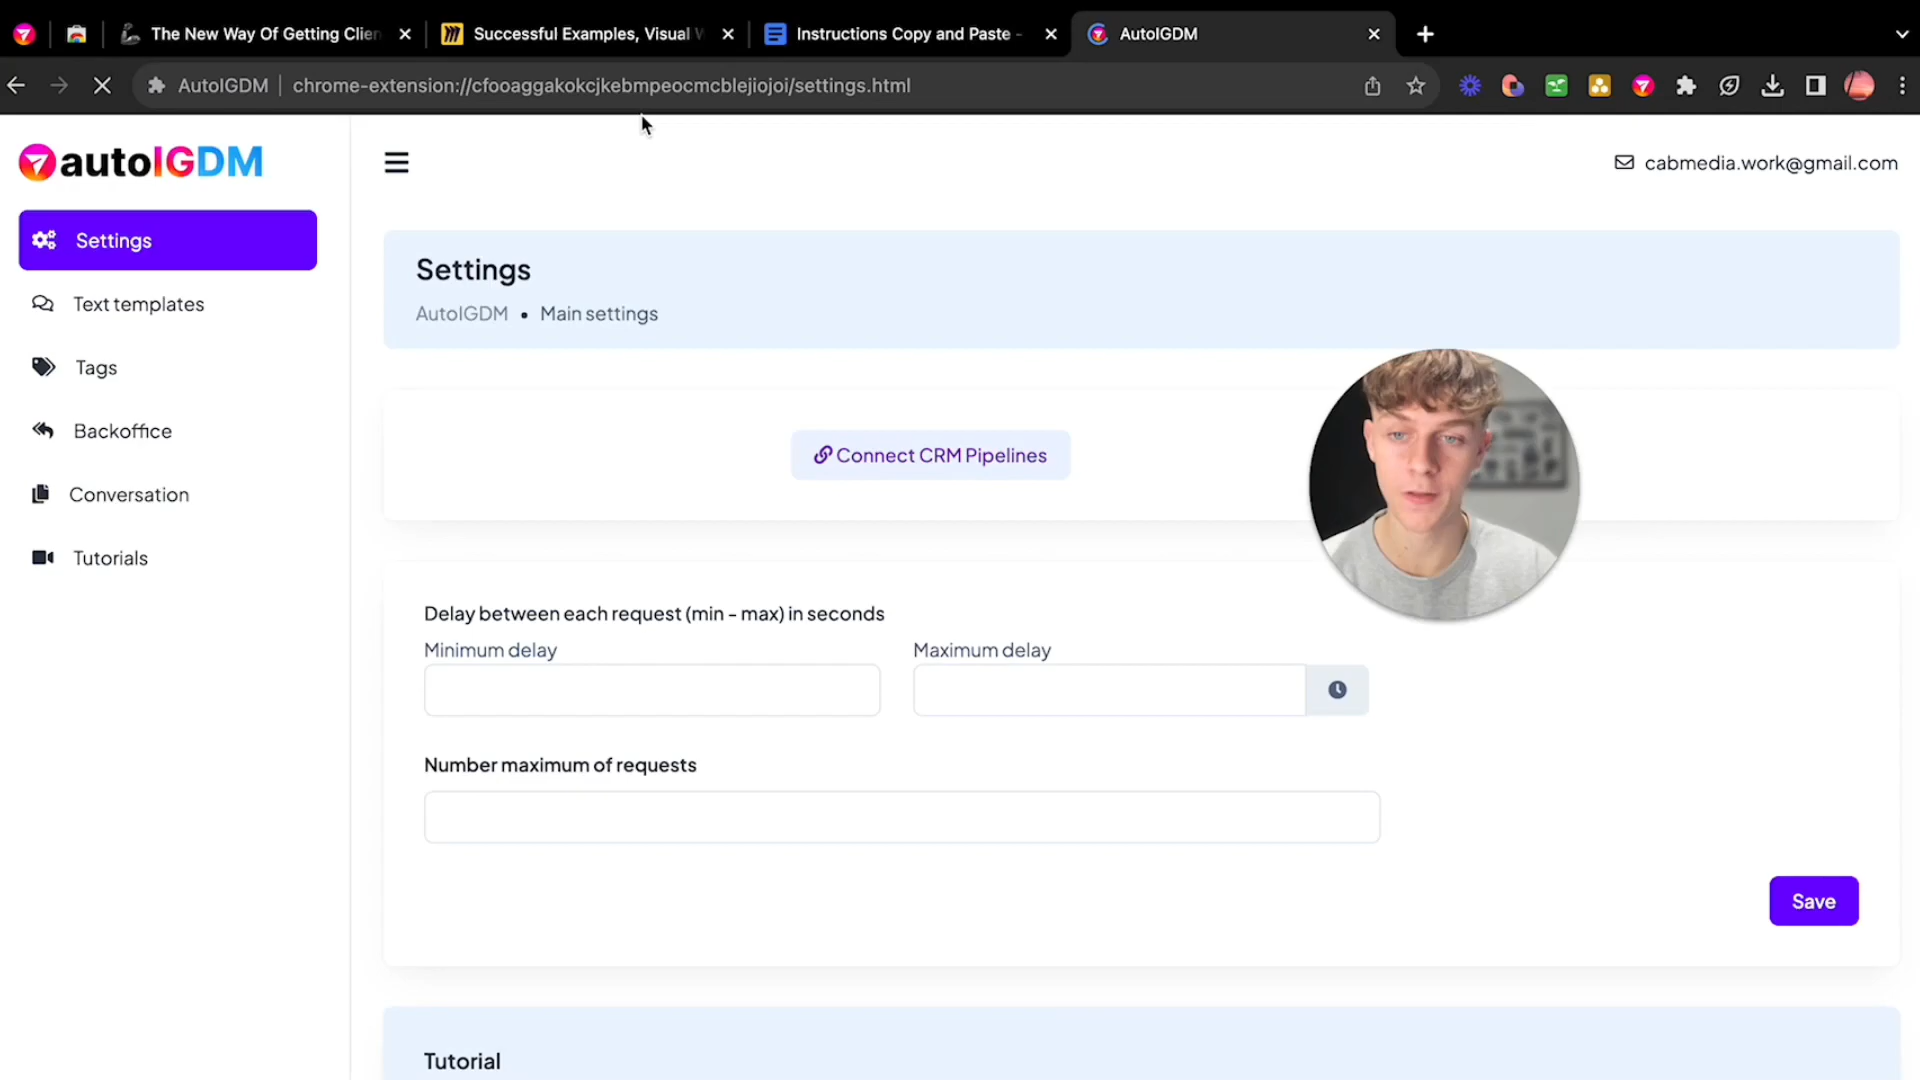 The New Way Of Getting Clien
Successful Examples, Visual W
Instructions Copy and Paste -
AutoIGDM
AutoIGDM
chrome-extension://cfooaggakokcjkebmpeocmcblejiojoi/settings.html
autoIGDM
cabmedia.work@gmail.com
Settings
Text templates
Tags
Backoffice
Conversation
Tutorials
Settings
AutoIGDM • Main settings
Connect CRM Pipelines
Delay between each request (min - max) in seconds
Minimum delay
Maximum delay
Number maximum of requests
Save
Tutorial